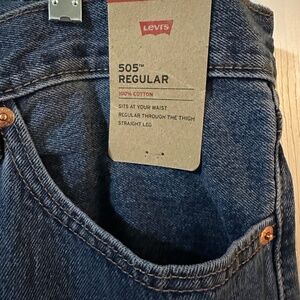 Levi's
505™
REGULAR
100% COTTON
SITS AT YOUR WAIST
REGULAR THROUGH THE THIGH
STRAIGHT LEG